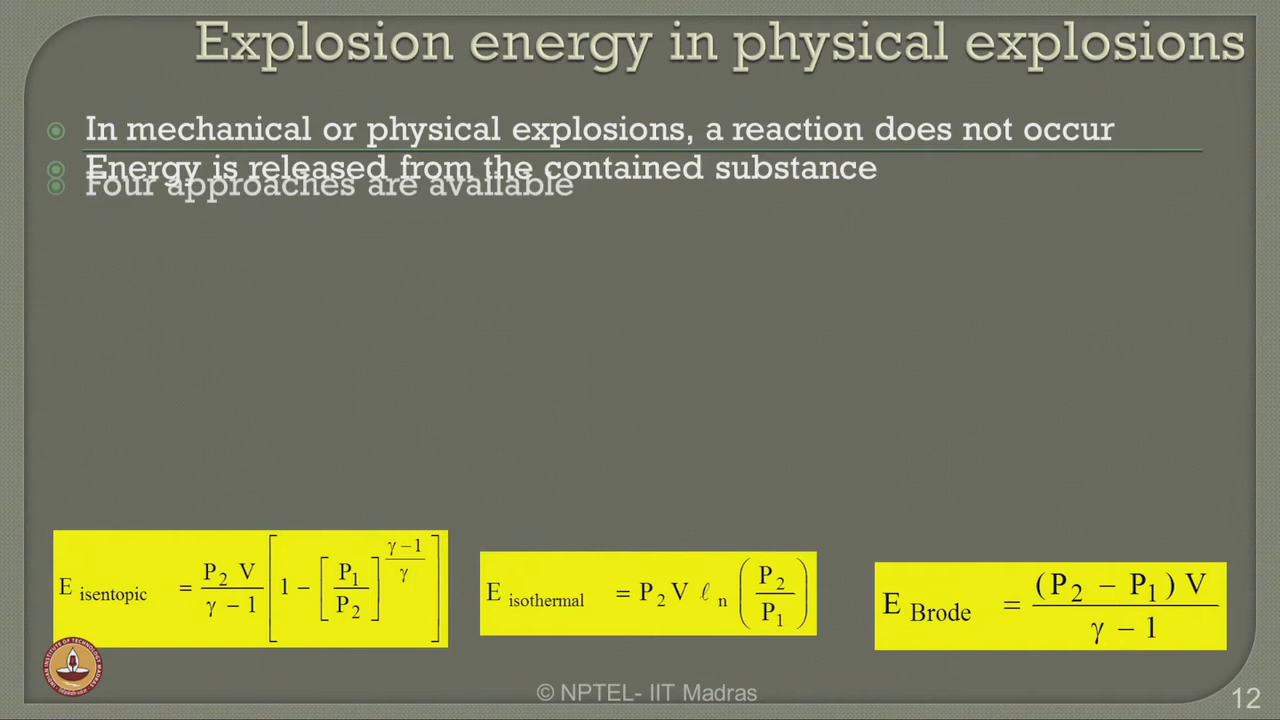 Explosion energy in physical explosions
In mechanical or physical explosions, a reaction does not occur
Energy is released from the contained substance
Four approaches are available
E isentopic = P2 V / γ − 1 [1 − [P1 / P2]^(γ − 1 / γ)]
E isothermal = P2 V ℓn (P2 / P1)
E Brode = (P2 − P1) V / γ − 1
© NPTEL- IIT Madras
12